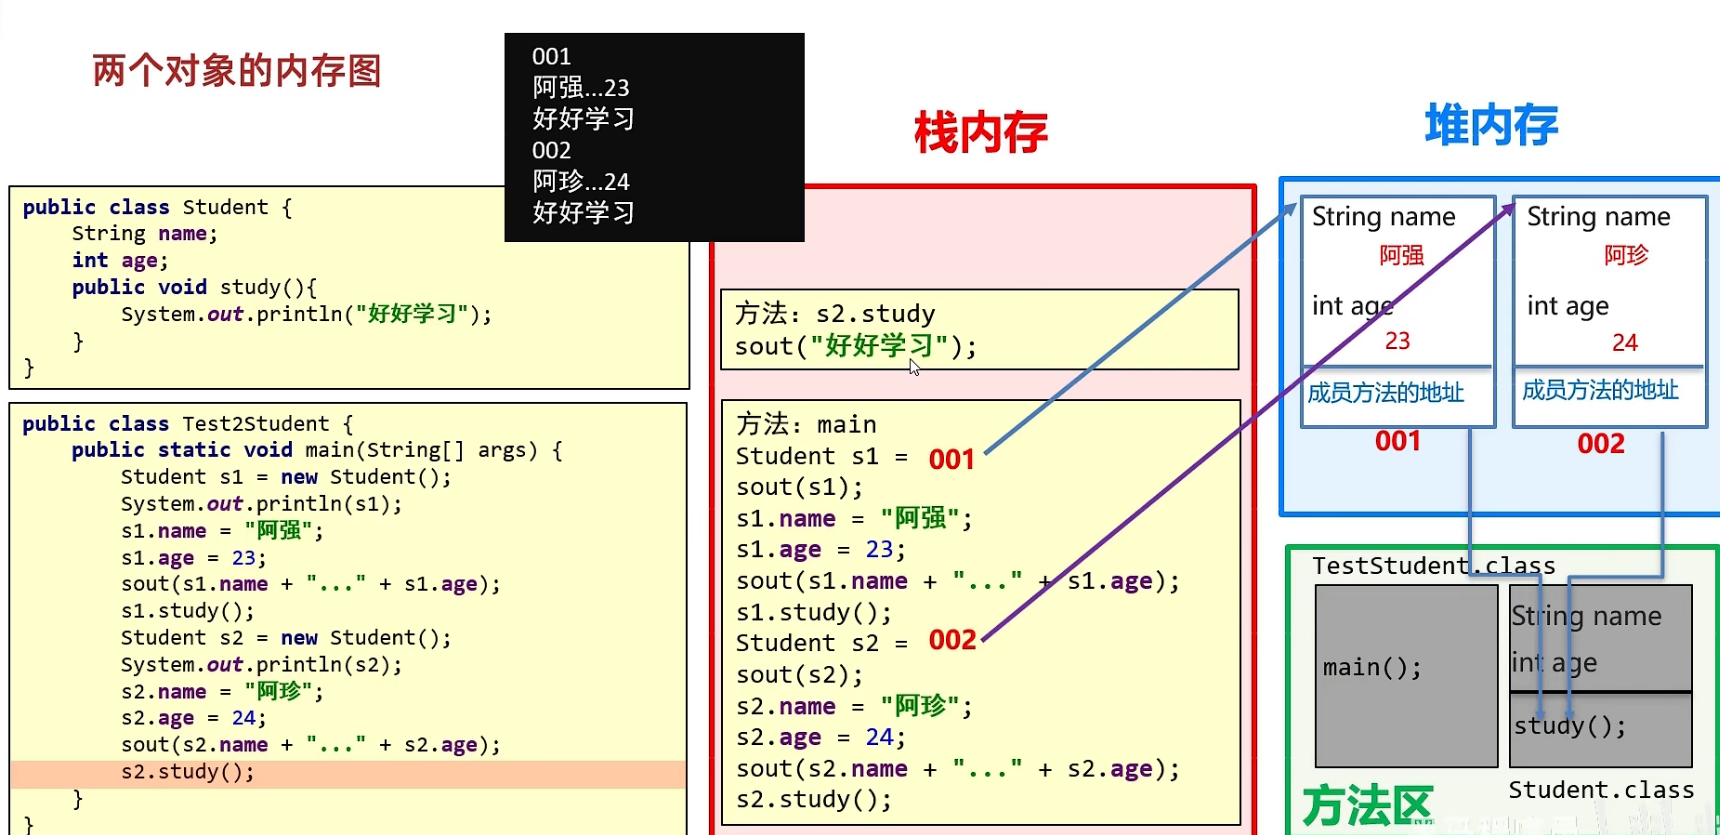 两个对象的内存图
001
阿强...23
好好学习
002
阿珍...24
好好学习
public class Student {
String name;
int age;
public void study(){
System.out.println("好好学习");
}
}
public class Test2Student {
public static void main(String[] args) {
Student s1 = new Student();
System.out.println(s1);
s1.name = "阿强";
s1.age = 23;
sout(s1.name + "..." + s1.age);
s1.study();
Student s2 = new Student();
System.out.println(s2);
s2.name = "阿珍";
s2.age = 24;
sout(s2.name + "..." + s2.age);
s2.study();
}
}
栈内存
方法: s2.study
sout("好好学习");
方法: main
Student s1 = 001
sout(s1);
s1.name = "阿强";
s1.age = 23;
sout(s1.name + "..." + s1.age);
s1.study();
Student s2 = 002
sout(s2);
s2.name = "阿珍";
s2.age = 24;
sout(s2.name + "..." + s2.age);
s2.study();
堆内存
String name
阿强
int age
23
成员方法的地址
001
String name
阿珍
int age
24
成员方法的地址
002
TestStudent.class
main();
String name
int age
study();
Student.class
方法区